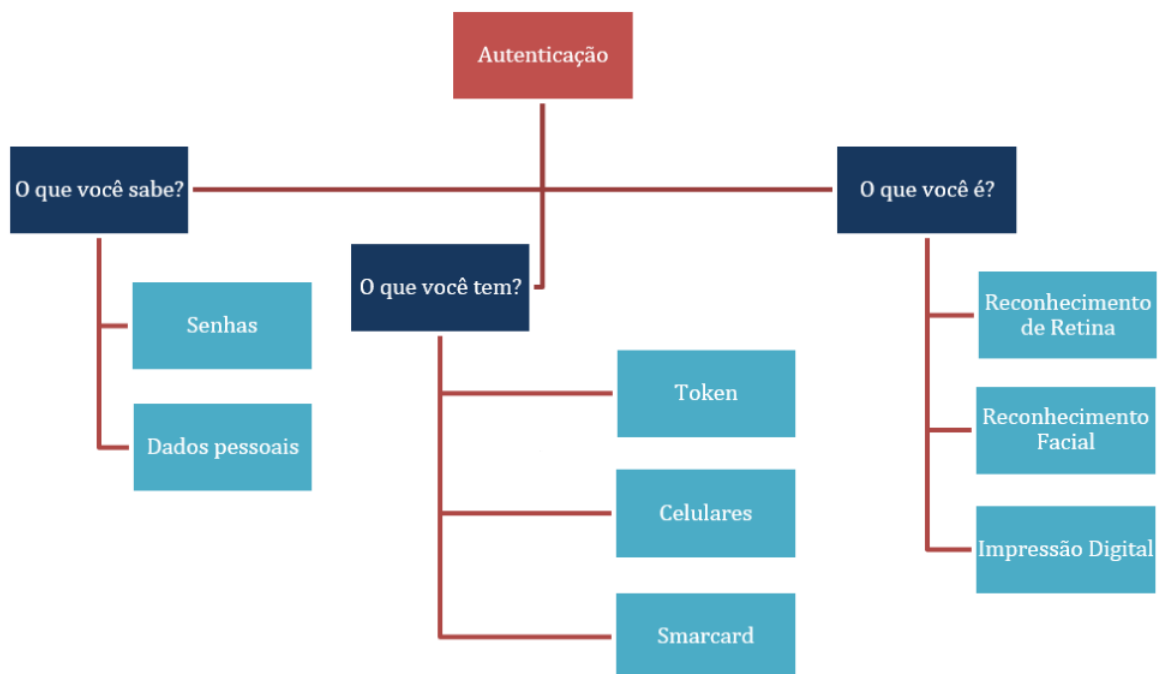 Autenticação
O que você sabe?
Senhas
Dados pessoais
O que você tem?
Token
Celulares
Smarcard
O que você é?
Reconhecimento
de Retina
Reconhecimento
Facial
Impressão Digital